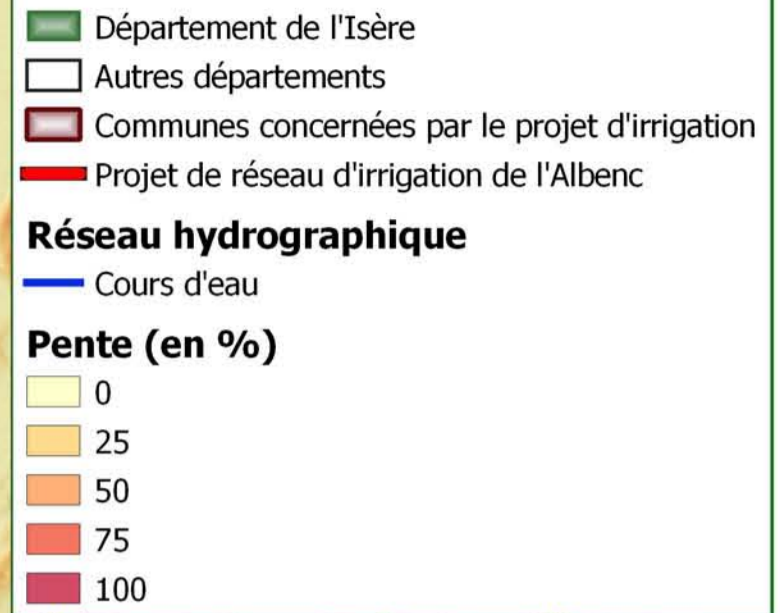 Département de l'Isère
Autres départements
Communes concernées par le projet d'irrigation
Projet de réseau d'irrigation de l'Albenc
Réseau hydrographique
Cours d'eau
Pente (en %)
0
25
50
75
100